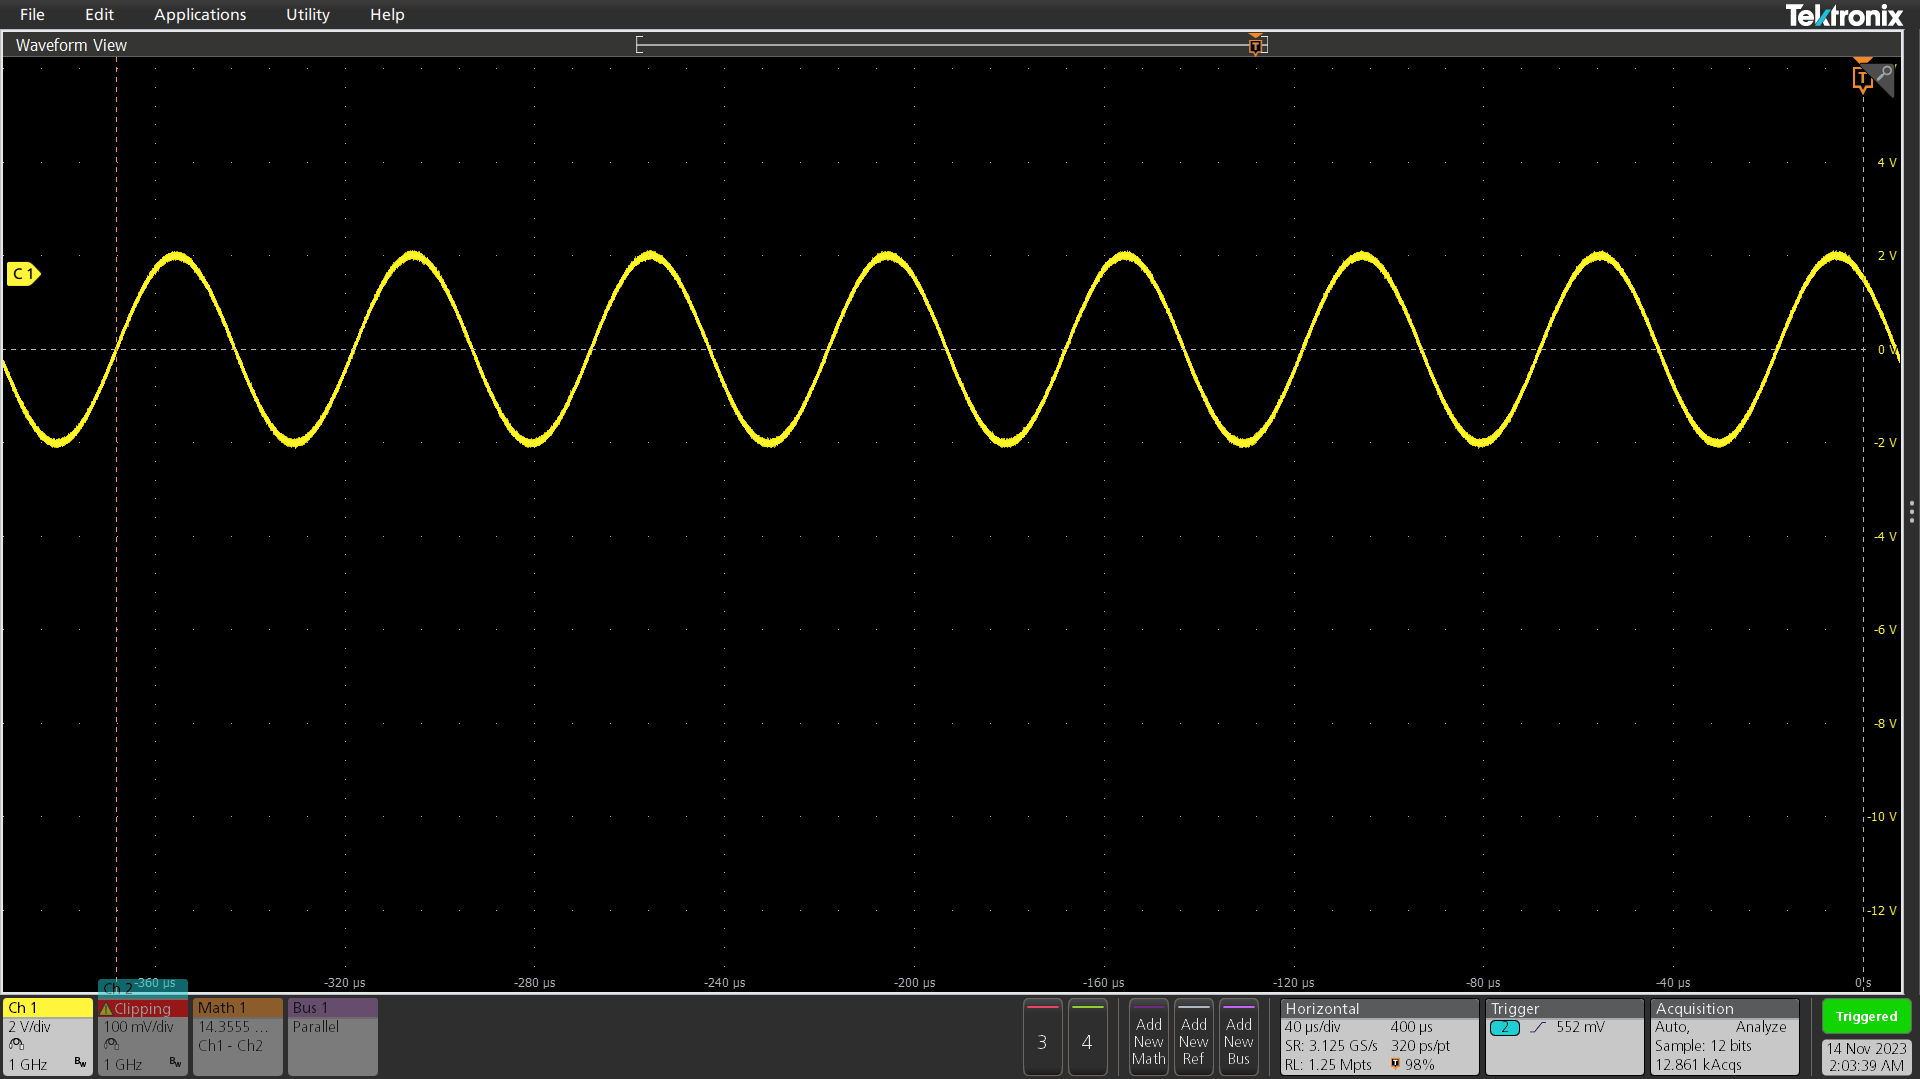 File Edit Applications Utility Help
Tektronix
Waveform View
T
T
4 V
2 V
C 1
0 V
-2 V
-4 V
-6 V
-8 V
-10 V
-12 V
-360 µs -320 µs -280 µs -240 µs -200 µs -160 µs -120 µs -80 µs -40 µs 0 s
Ch 1
2 V/div
1 GHz Bw
Ch 2
Clipping
100 mV/div
1 GHz Bw
Math 1
14.3555 ...
Ch1 - Ch2
Bus 1
Parallel
3
4
Add
New
Math
Add
New
Ref
Add
New
Bus
Horizontal
40 µs/div 400 µs
SR: 3.125 GS/s 320 ps/pt
RL: 1.25 Mpts T 98%
Trigger
2 552 mV
Acquisition
Auto, Analyze
Sample: 12 bits
12.861 kAcqs
Triggered
14 Nov 2023
2:03:39 AM